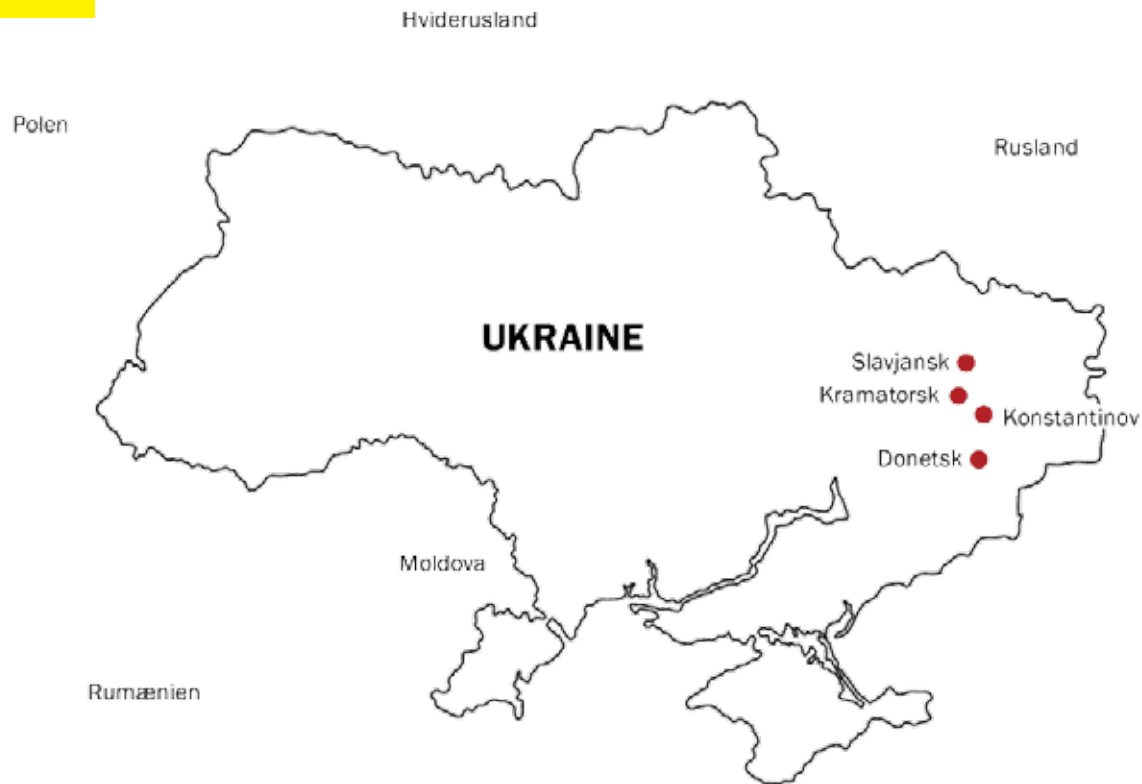 Hviderusland
Polen
Rusland
UKRAINE
Slavjansk
Kramatorsk
Konstantinov
Donetsk
Moldova
Rumænien